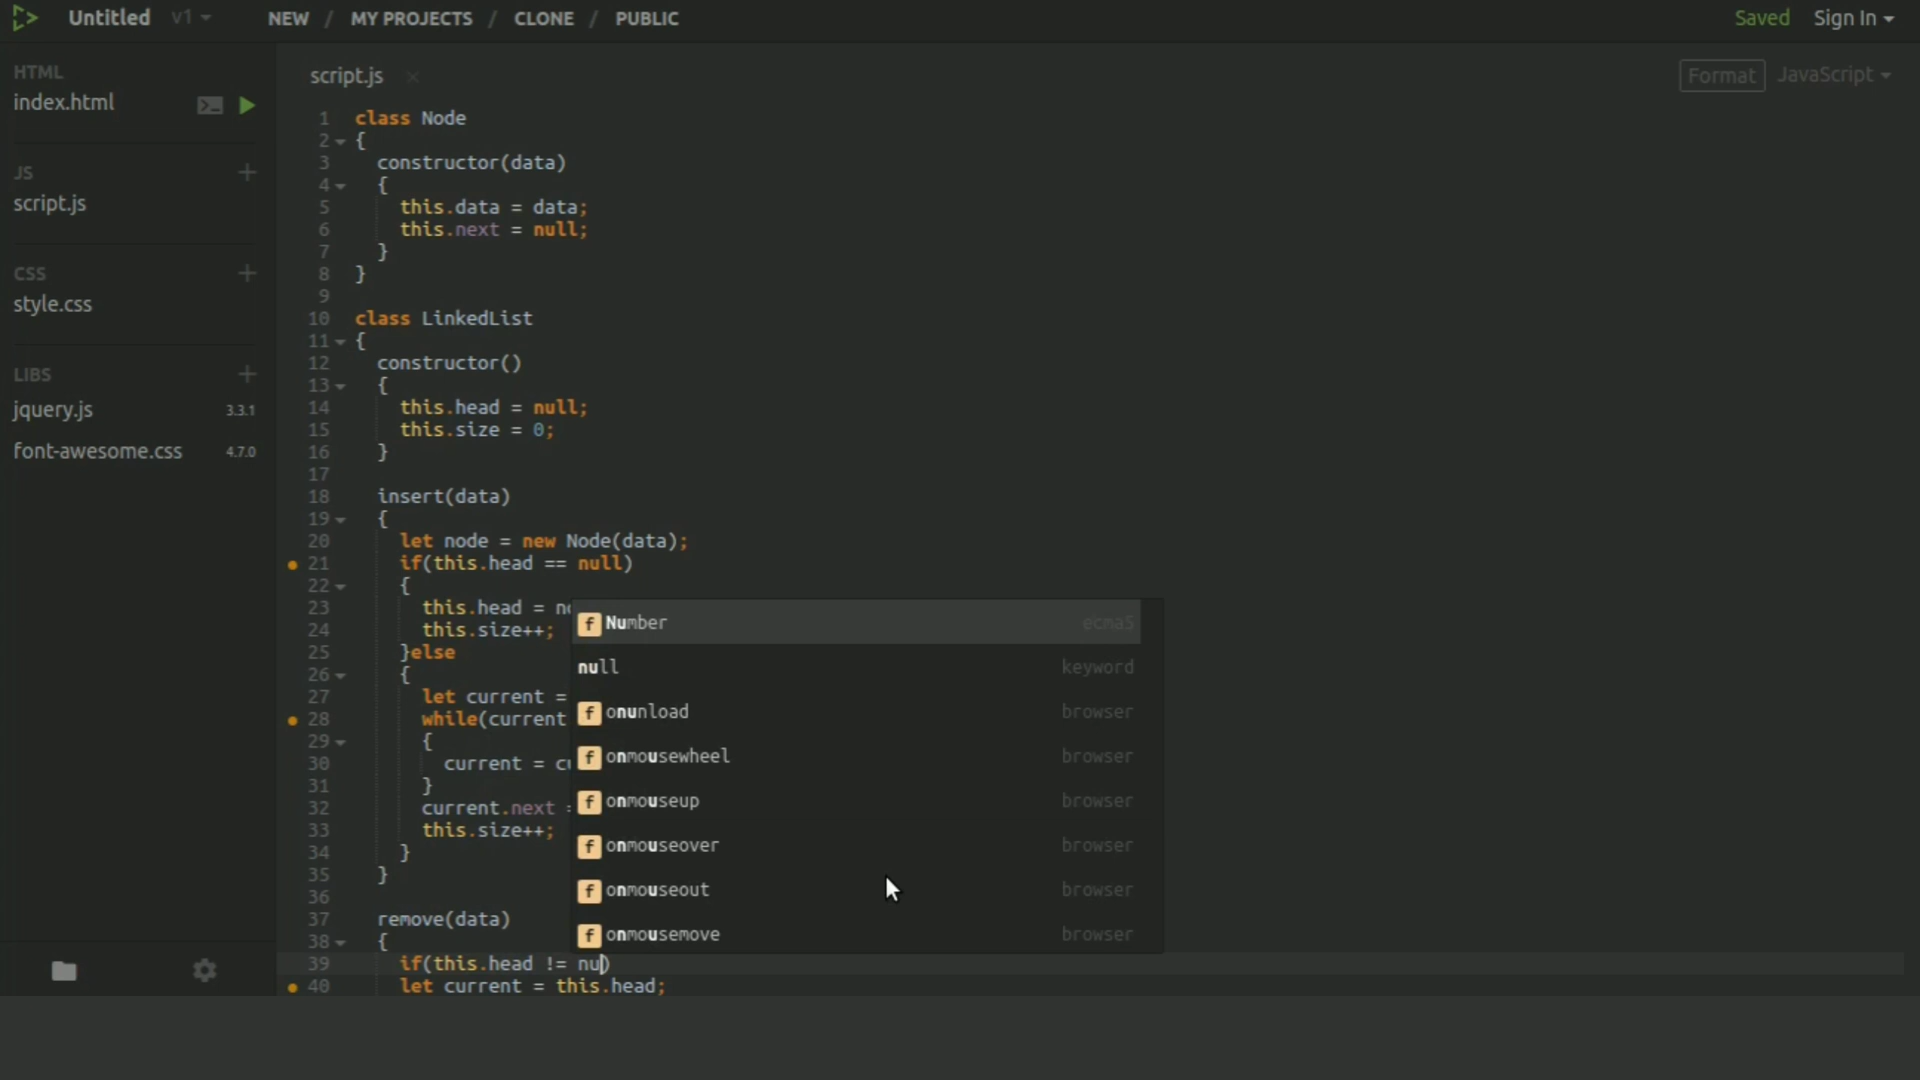 Untitled v1 NEW / MY PROJECTS / CLONE / PUBLIC Saved Sign In
HTML
index.html
JS
script.js
CSS
style.css
LIBS
jquery.js 3.3.1
font-awesome.css 4.7.0
script.js
Format JavaScript
1 class Node
2 {
3 constructor(data)
4 {
5 this.data = data;
6 this.next = null;
7 }
8 }
9
10 class LinkedList
11 {
12 constructor()
13 {
14 this.head = null;
15 this.size = 0;
16 }
17
18 insert(data)
19 {
20 let node = new Node(data);
21 if(this.head == null)
22 {
23 this.head =
24 this.size++;
25 }else
26 {
27 let current =
28 while(current
29 {
30 current =
31 }
32 current.next =
33 this.size++;
34 }
35 }
36
37 remove(data)
38 {
39 if(this.head != nu)
40 let current = this.head;
Number ecma5
null keyword
onunload browser
onmousewheel browser
onmouseup browser
onmouseover browser
onmouseout browser
onmousemove browser